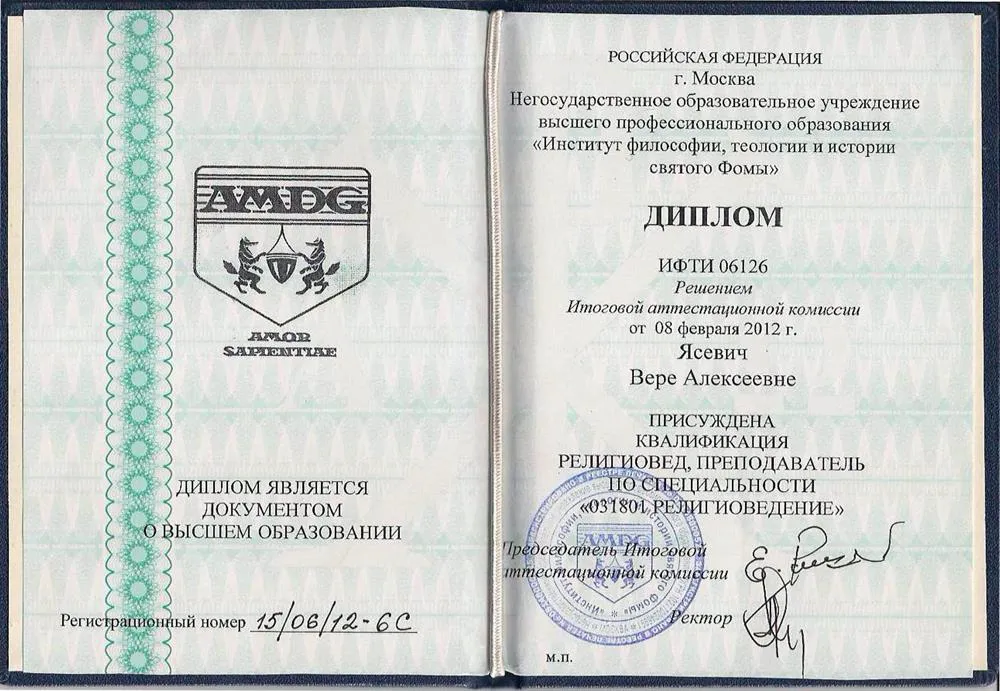 AMDG
AMOR
SAPIENTIAE
ДИПЛОМ ЯВЛЯЕТСЯ
ДОКУМЕНТОМ
О ВЫСШЕМ ОБРАЗОВАНИИ
Регистрационный номер 15/06/12-6С
РОССИЙСКАЯ ФЕДЕРАЦИЯ
г. Москва
Негосударственное образовательное учреждение
высшего профессионального образования
«Институт философии, теологии и истории
святого Фомы»
ДИПЛОМ
ИФТИ 06126
Решением
Итоговой аттестационной комиссии
от 08 февраля 2012 г.
Ясевич
Вере Алексеевне
ПРИСУЖДЕНА
КВАЛИФИКАЦИЯ
РЕЛИГИОВЕД, ПРЕПОДАВАТЕЛЬ
ПО СПЕЦИАЛЬНОСТИ
«031801 РЕЛИГИОВЕДЕНИЕ»
Председатель Итоговой
аттестационной комиссии
Ректор
М.П.
AMDG